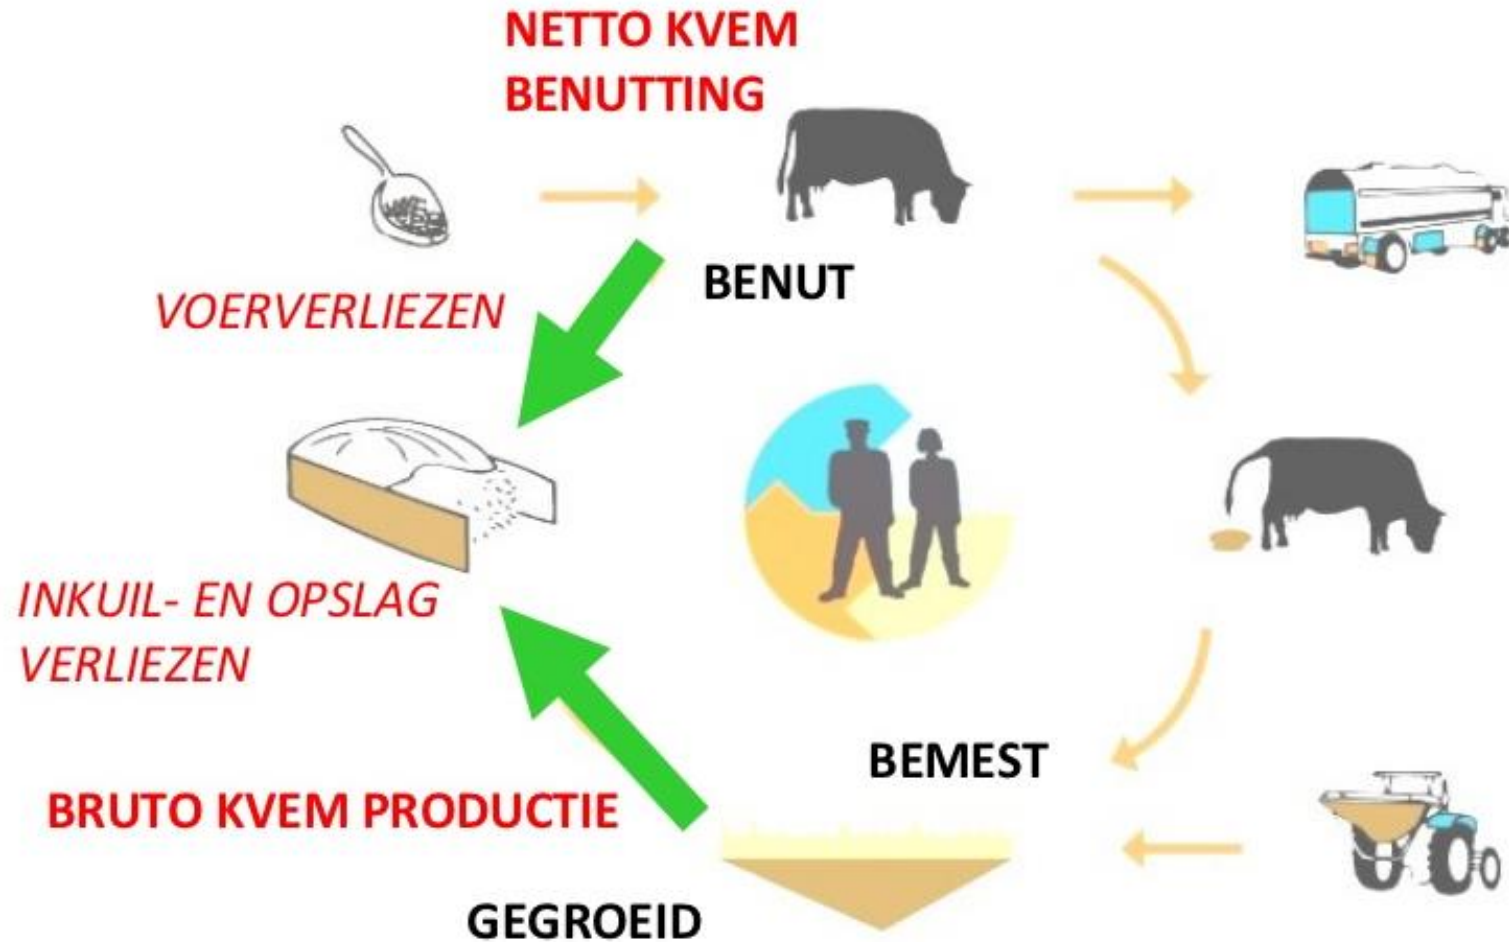 NETTO KVEM
BENUTTING
BENUT
VOERVERLIEZEN
INKUIL- EN OPSLAG
VERLIEZEN
BEMEST
BRUTO KVEM PRODUCTIE
GEGROEID